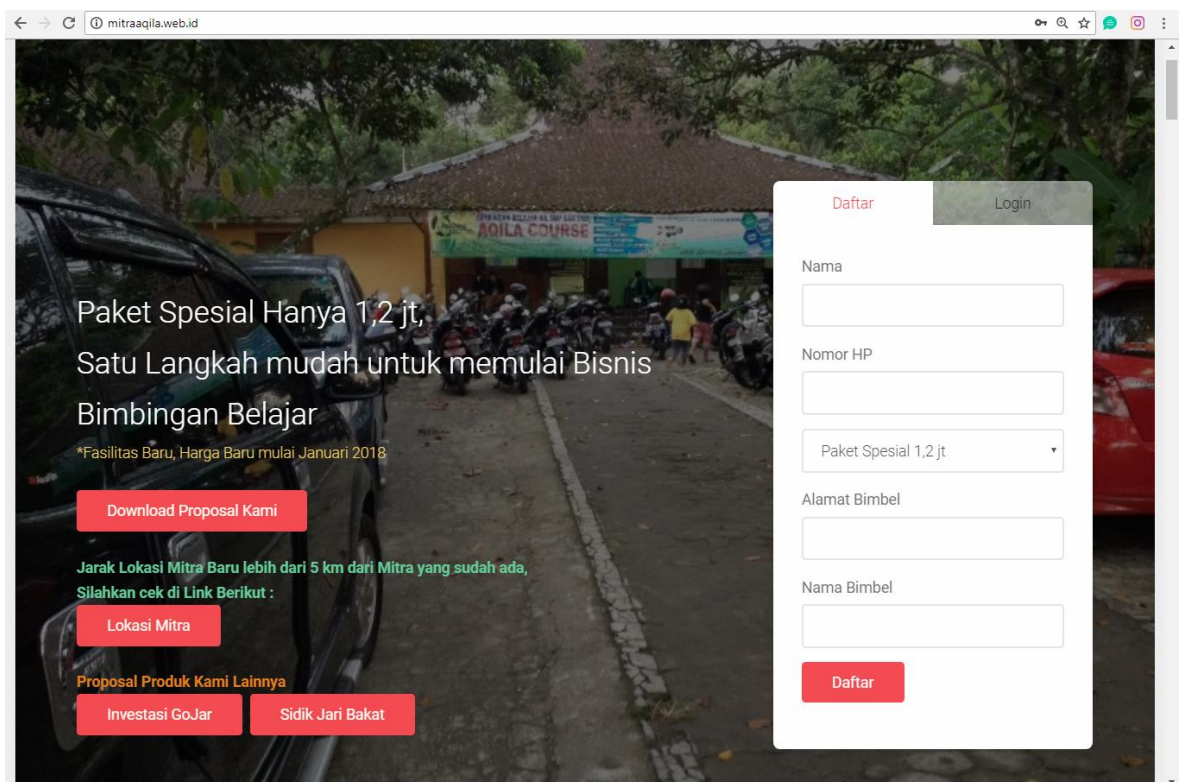 mitraaqila.web.id
AQILA COURSE
Daftar
Login
Paket Spesial Hanya 1,2 jt,
Satu Langkah mudah untuk memulai Bisnis
Bimbingan Belajar
*Fasilitas Baru, Harga Baru mulai Januari 2018
Download Proposal Kami
Jarak Lokasi Mitra Baru lebih dari 5 km dari Mitra yang sudah ada,
Silahkan cek di Link Berikut :
Lokasi Mitra
Proposal Produk Kami Lainnya
Investasi GoJar
Sidik Jari Bakat
Nama
Nomor HP
Paket Spesial 1,2 jt
Alamat Bimbel
Nama Bimbel
Daftar